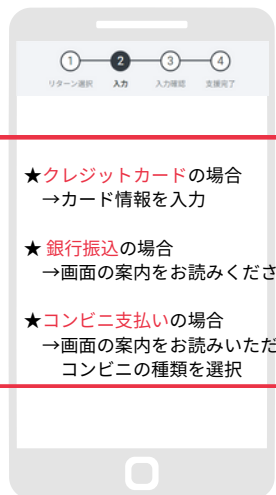 1 2 3 4
リターン選択 入力 入力確認 支援完了
★クレジットカードの場合
→カード情報を入力
★銀行振込の場合
→画面の案内をお読みくださ
★コンビニ支払いの場合
→画面の案内をお読みいただ
コンビニの種類を選択